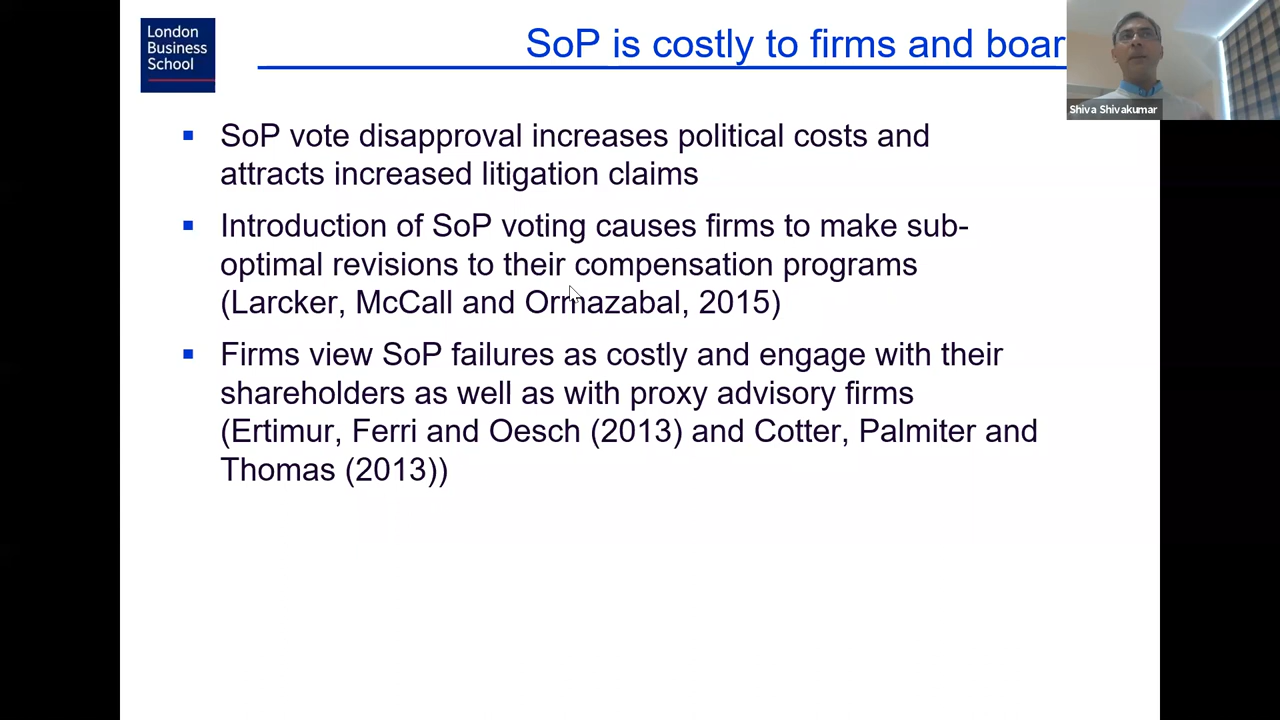 London
Business
School
SoP is costly to firms and boar
Shiva Shivakumar
SoP vote disapproval increases political costs and
attracts increased litigation claims
Introduction of SoP voting causes firms to make sub-
optimal revisions to their compensation programs
(Larcker, McCall and Ormazabal, 2015)
Firms view SoP failures as costly and engage with their
shareholders as well as with proxy advisory firms
(Ertimur, Ferri and Oesch (2013) and Cotter, Palmiter and
Thomas (2013))